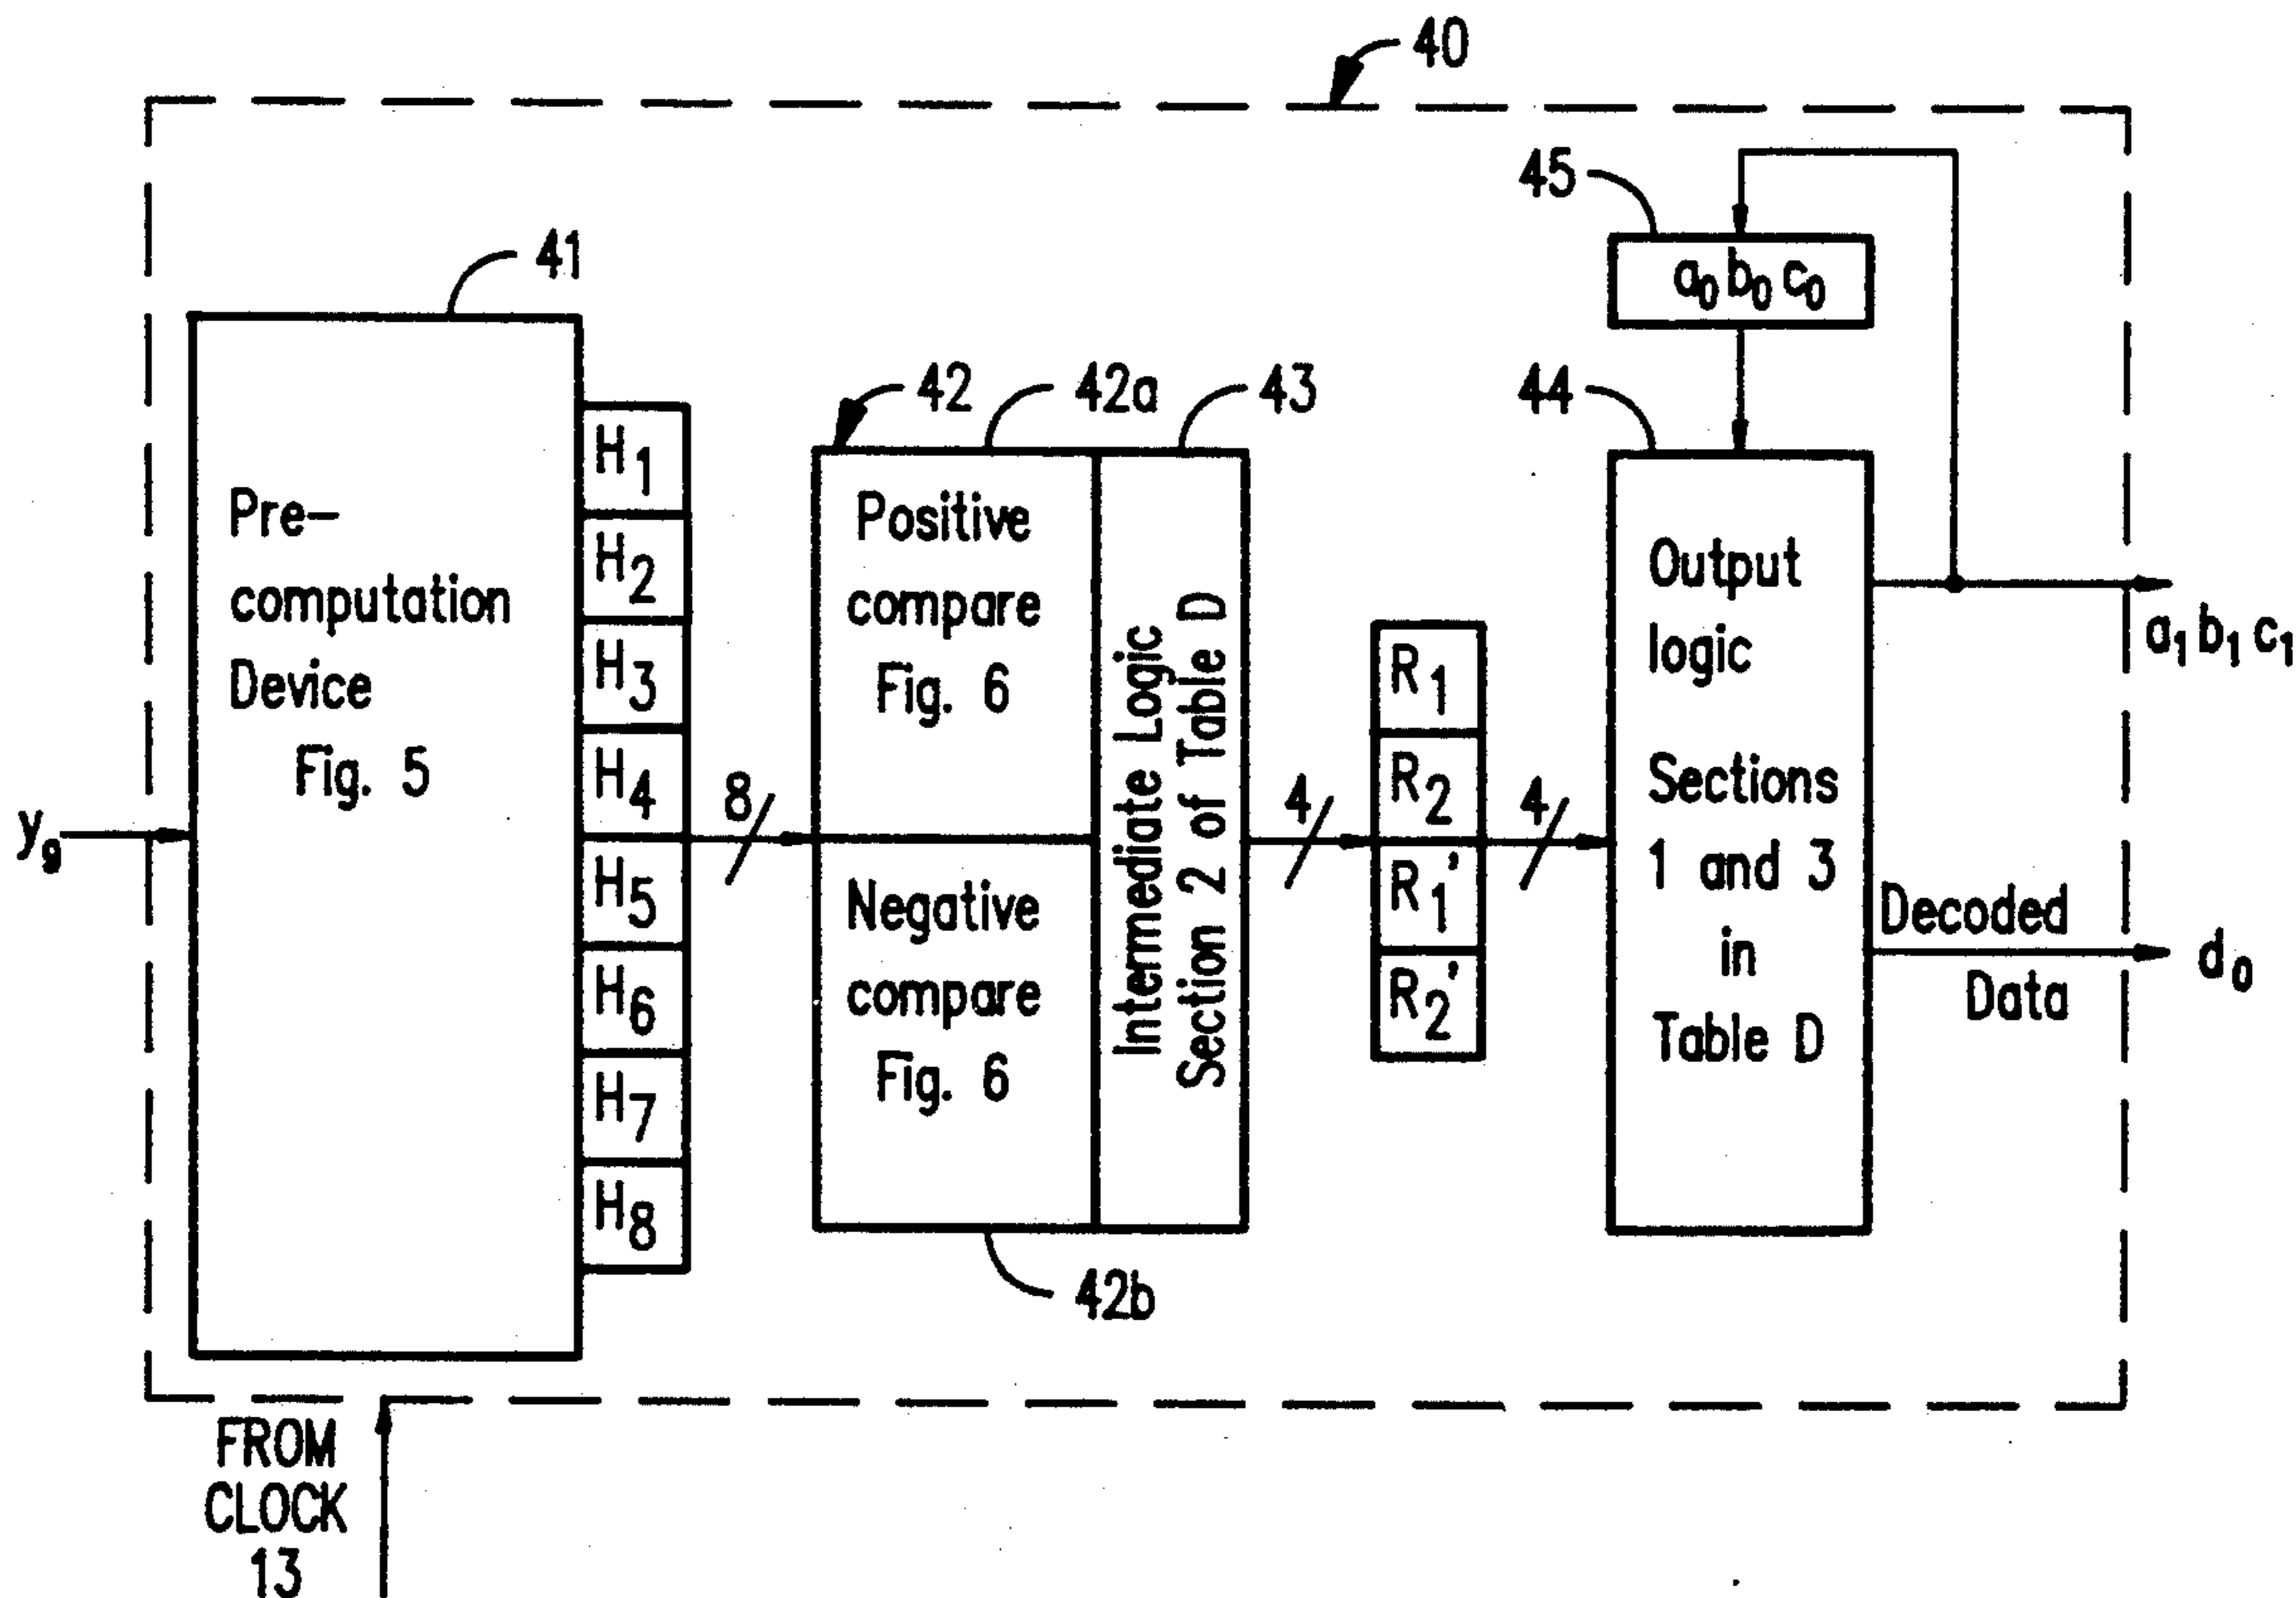 40
45
a₀ b₀ c₀
41
42
42a
43
44
Pre-
computation
Device
Fig. 5
H₁
H₂
H₃
H₄
H₅
H₆
H₇
H₈
y₉
8
Positive
compare
Fig. 6
Negative
compare
Fig. 6
42b
Intermediate Logic
Section 2 of Table D
4
R₁
R₂
R₁'
R₂'
4
Output
logic
Sections
1 and 3
in
Table D
a₁ b₁ c₁
Decoded
Data
d₀
FROM
CLOCK
13